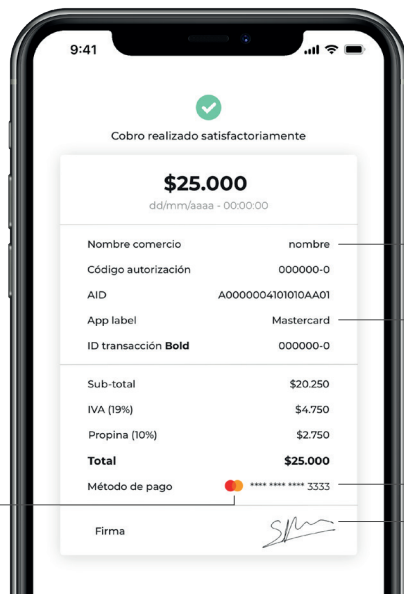 9:41
Cobro realizado satisfactoriamente
$25.000
dd/mm/aaaa - 00:00:00
Nombre comercio nombre
Código autorización 000000-0
AID A0000004101010AA01
App label Mastercard
ID transacción Bold 000000-0
Sub-total $20.250
IVA (19%) $4.750
Propina (10%) $2.750
Total $25.000
Método de pago **** **** **** 3333
Firma